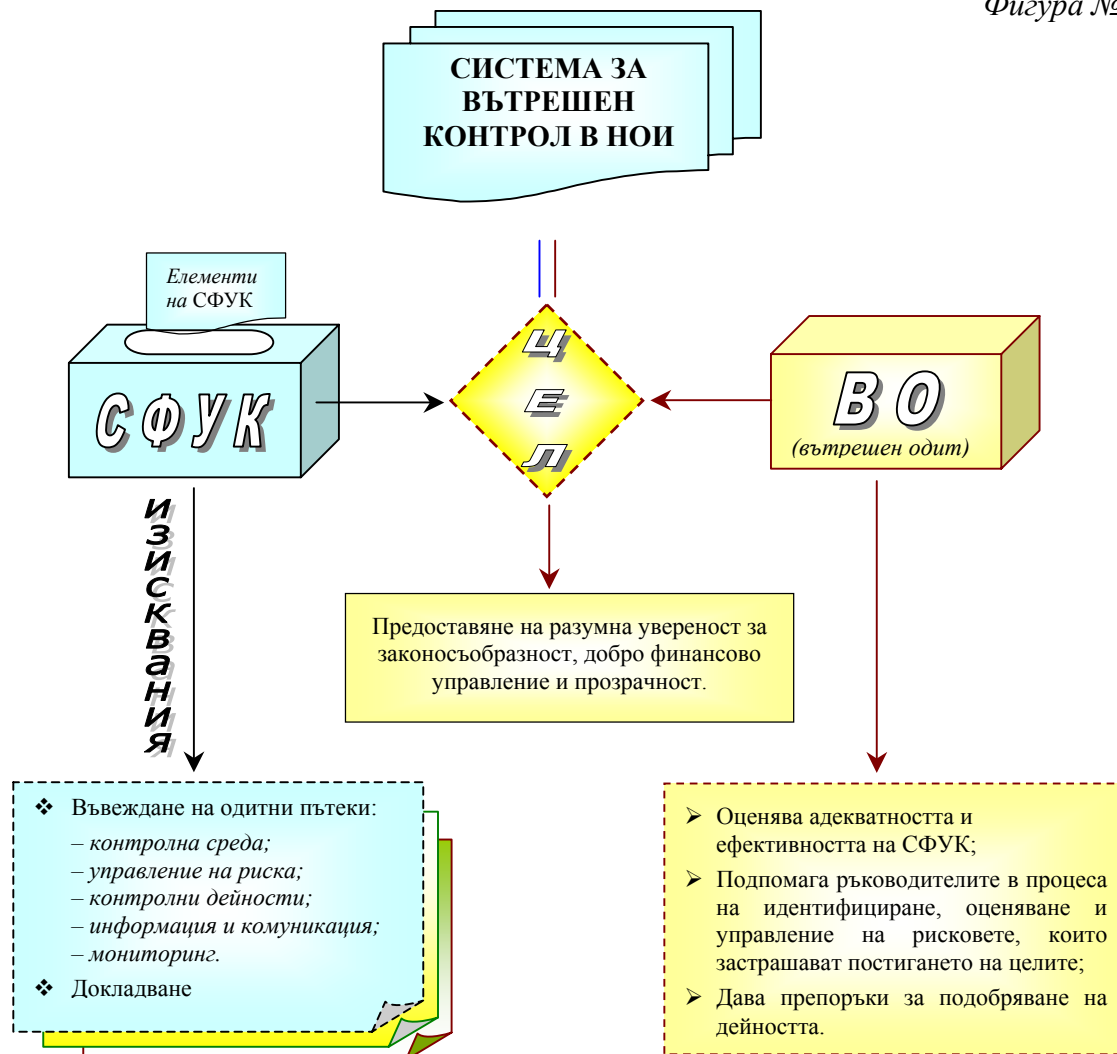 Фигура №
СИСТЕМА ЗА
ВЪТРЕШЕН
КОНТРОЛ В НОИ
Елементи
на СФУК
СФУК
ЦЕЛ
ВО
(вътрешен одит)
изисквания
Предоставяне на разумна увереност за
законосъобразност, добро финансово
управление и прозрачност.
❖ Въвеждане на одитни пътеки:
– контролна среда;
– управление на риска;
– контролни дейности;
– информация и комуникация;
– мониторинг.
❖ Докладване
➢ Оценява адекватността и
ефективността на СФУК;
➢ Подпомага ръководителите в процеса
на идентифициране, оценяване и
управление на рисковете, които
застрашават постигането на целите;
➢ Дава препоръки за подобряване на
дейността.